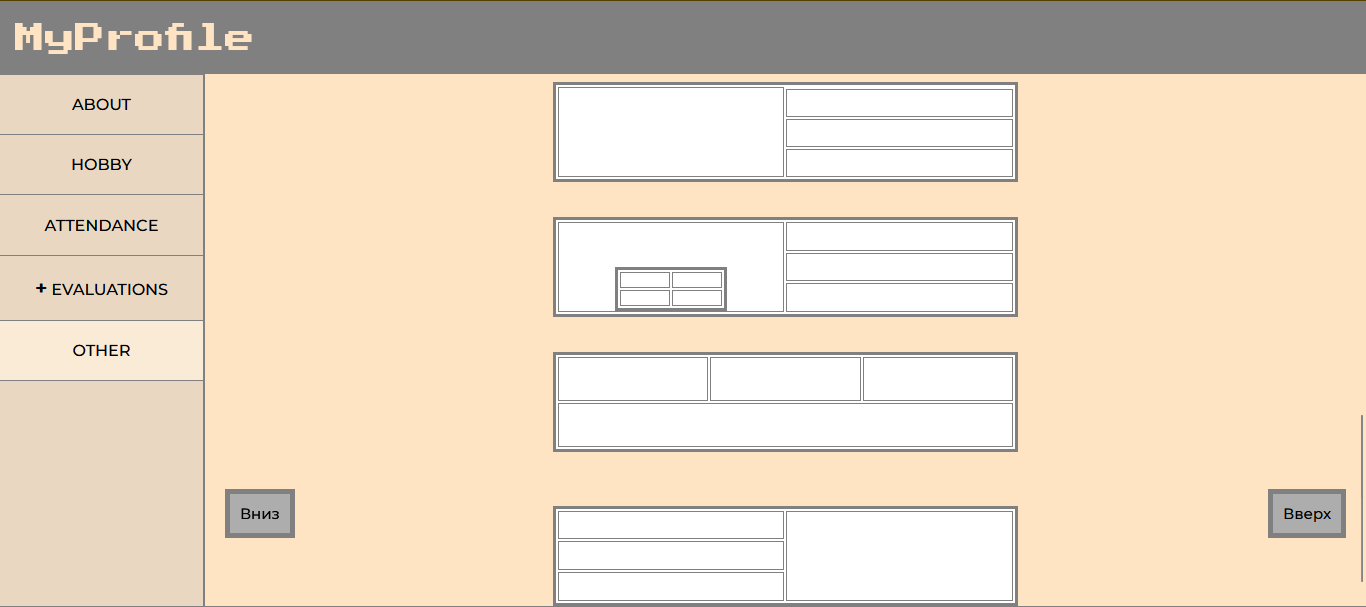 MyProfile
ABOUT
HOBBY
ATTENDANCE
+ EVALUATIONS
OTHER
Вниз
Вверх